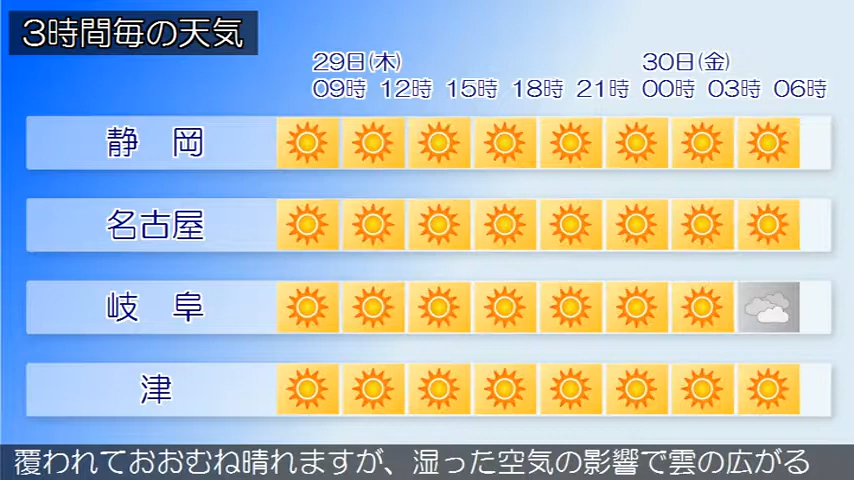 3時間毎の天気
29日(木) 30日(金)
09時 12時 15時 18時 21時 00時 03時 06時
静 岡
名古屋
岐 阜
津
覆われておおむね晴れますが、湿った空気の影響で雲の広がる